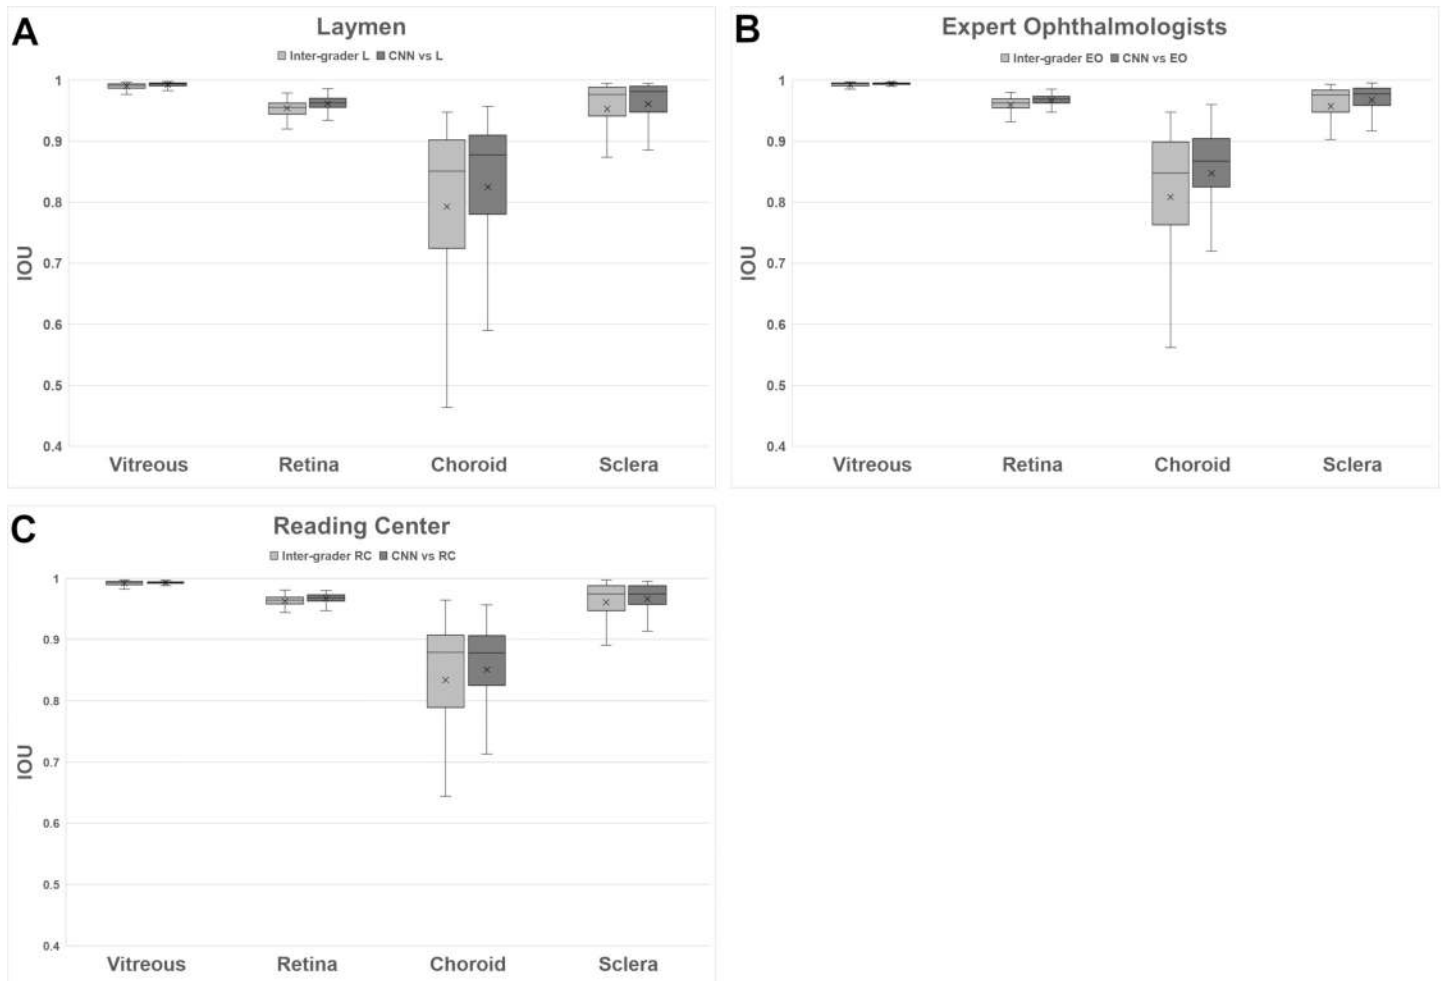 A
Laymen
Inter-grader L CNN vs L
1
0.9
0.8
0.7
0.6
0.5
0.4
IOU
Vitreous Retina Choroid Sclera
B
Expert Ophthalmologists
Inter-grader EO CNN vs EO
1
0.9
0.8
0.7
0.6
0.5
0.4
IOU
Vitreous Retina Choroid Sclera
C
Reading Center
Inter-grader RC CNN vs RC
1
0.9
0.8
0.7
0.6
0.5
0.4
IOU
Vitreous Retina Choroid Sclera